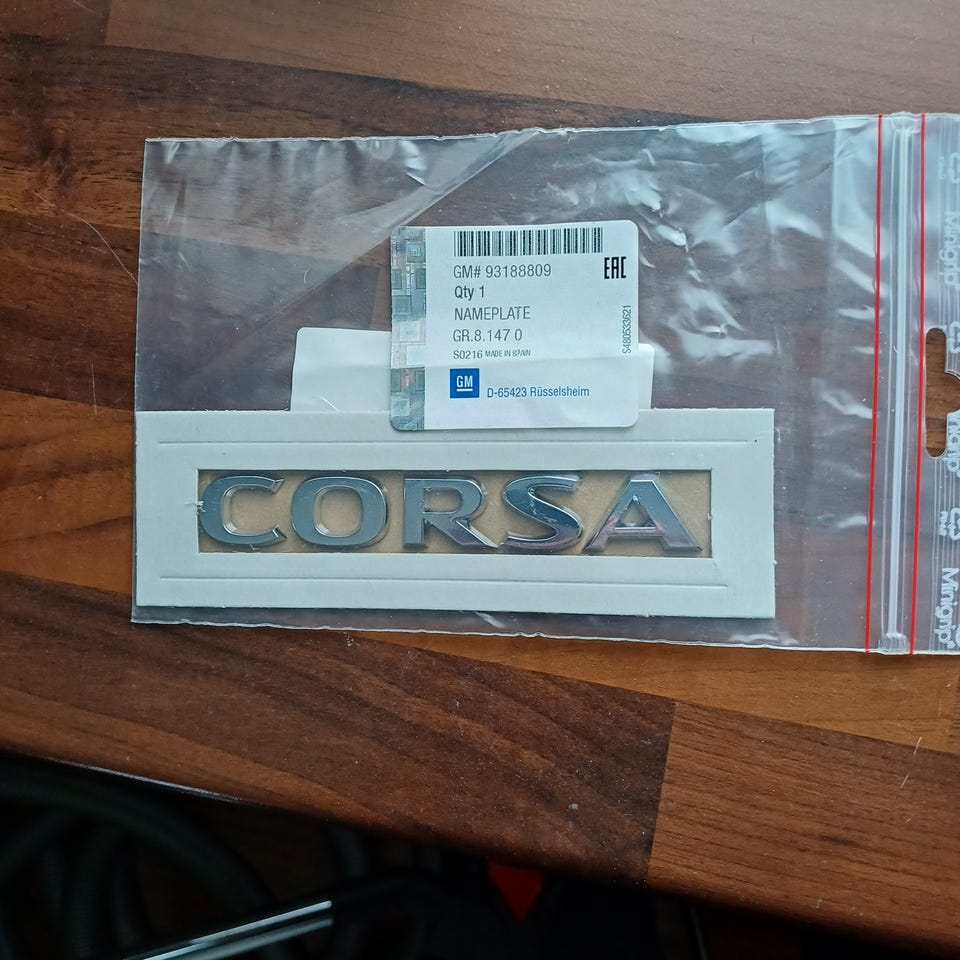 GM# 93188809
EAC
Qty 1
NAMEPLATE
GR.8.147 0
S0216 MADE IN SPAIN
S480533621
GM
D-65423 Rüsselsheim
CORSA
Minigrip
Minigrip®